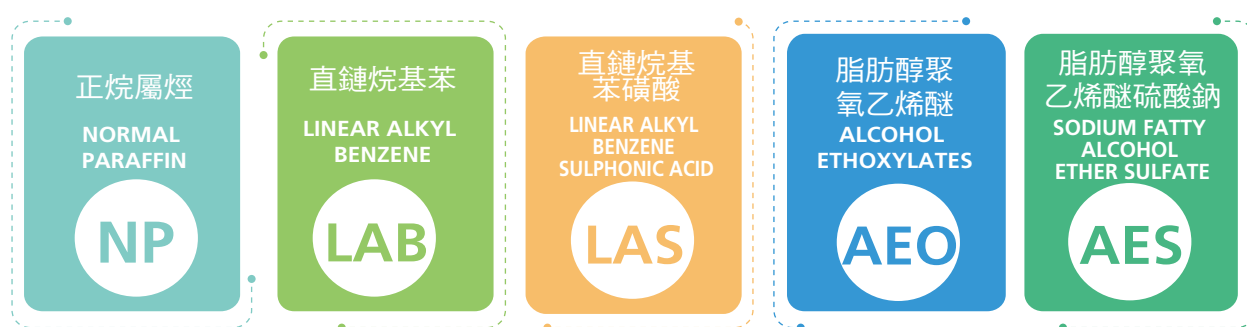 正烷屬烴
NORMAL
PARAFFIN
NP
直鏈烷基苯
LINEAR ALKYL
BENZENE
LAB
直鏈烷基
苯磺酸
LINEAR ALKYL
BENZENE
SULPHONIC ACID
LAS
脂肪醇聚
氧乙烯醚
ALCOHOL
ETHOXYLATES
AEO
脂肪醇聚氧
乙烯醚硫酸鈉
SODIUM FATTY
ALCOHOL
ETHER SULFATE
AES